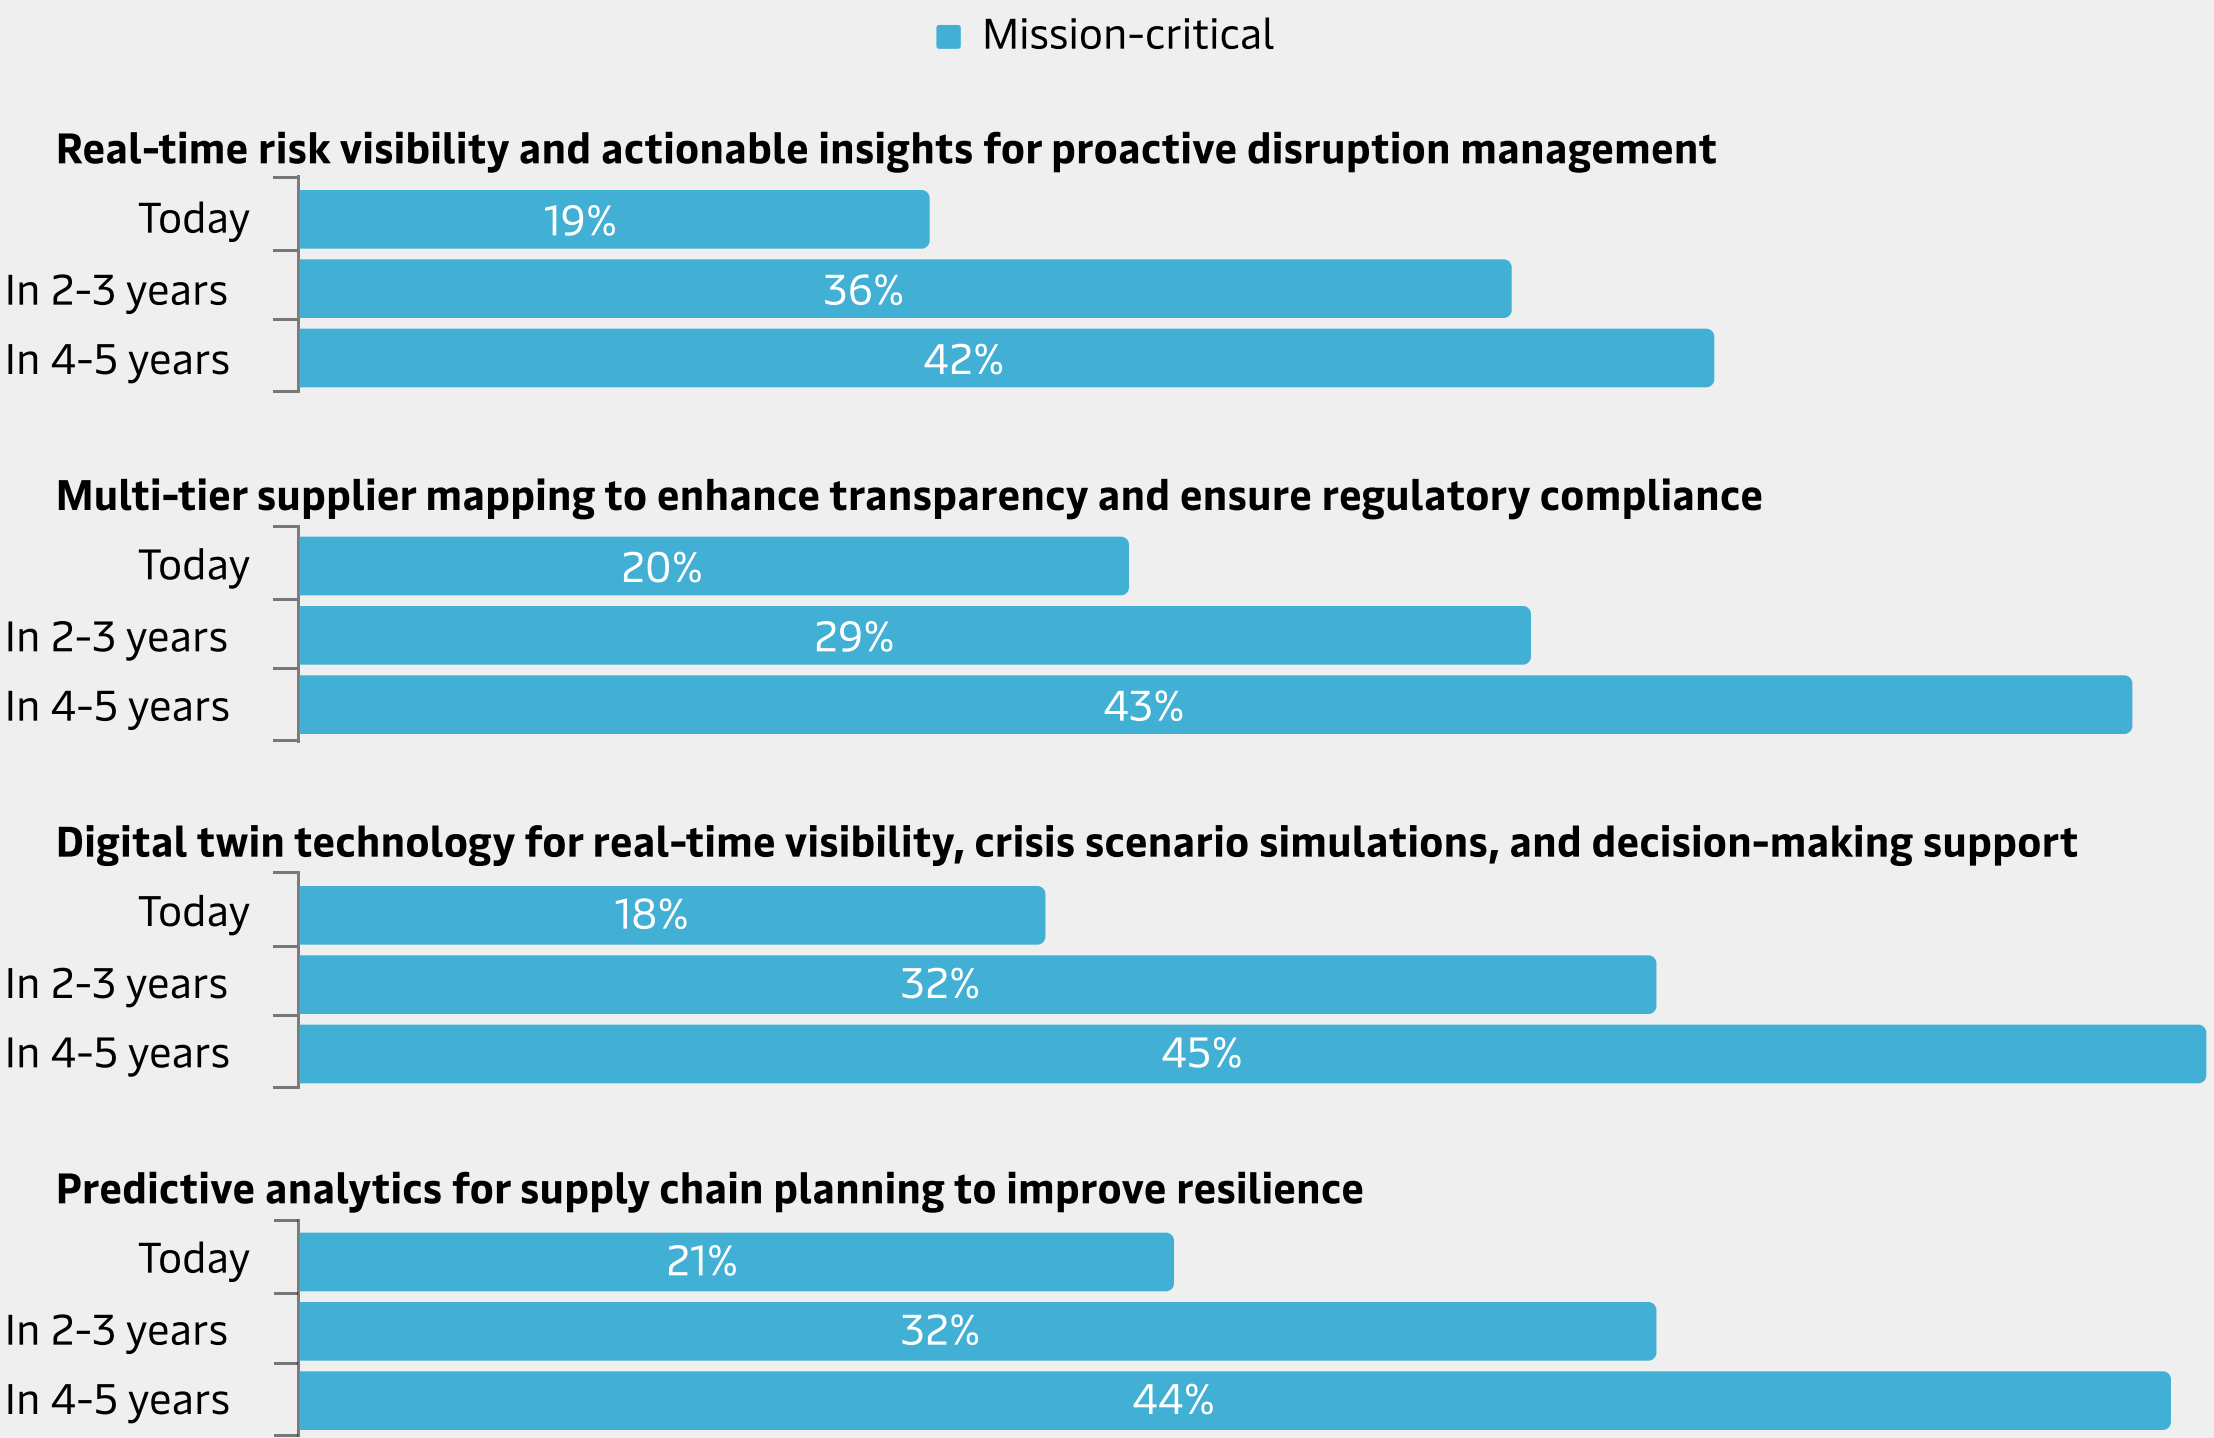 Mission-critical
Real-time risk visibility and actionable insights for proactive disruption management
Today 19%
In 2-3 years 36%
In 4-5 years 42%
Multi-tier supplier mapping to enhance transparency and ensure regulatory compliance
Today 20%
In 2-3 years 29%
In 4-5 years 43%
Digital twin technology for real-time visibility, crisis scenario simulations, and decision-making support
Today 18%
In 2-3 years 32%
In 4-5 years 45%
Predictive analytics for supply chain planning to improve resilience
Today 21%
In 2-3 years 32%
In 4-5 years 44%